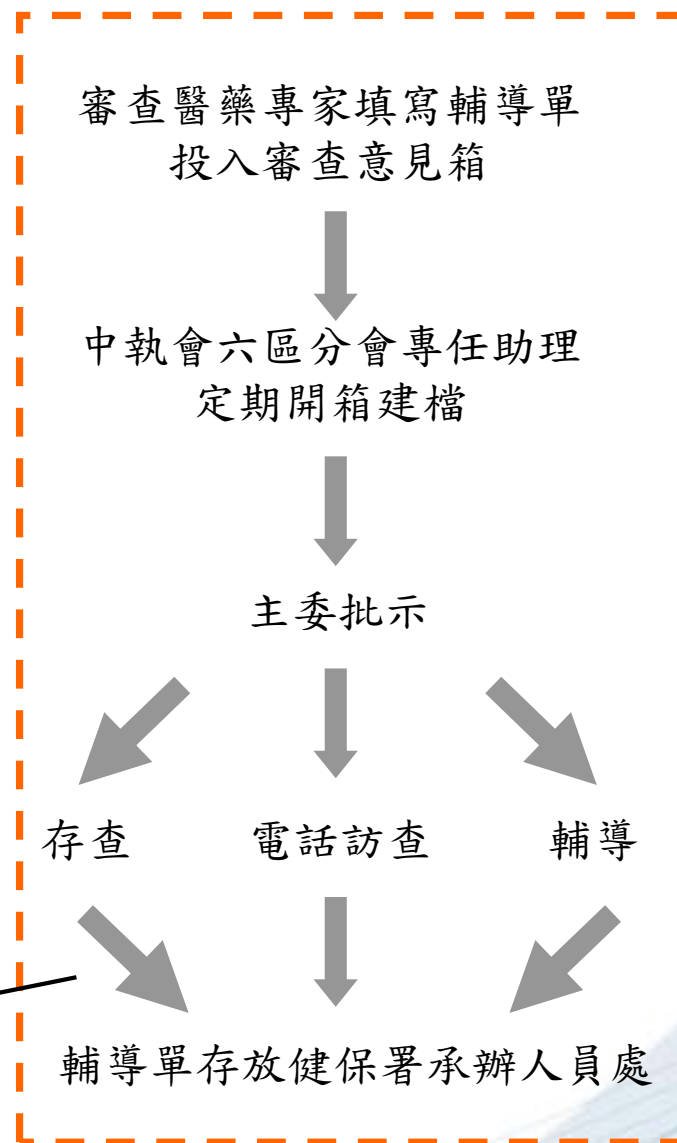 審查醫藥專家填寫輔導單
投入審查意見箱
中執會六區分會專任助理
定期開箱建檔
主委批示
存查
電話訪查
輔導
輔導單存放健保署承辦人員處